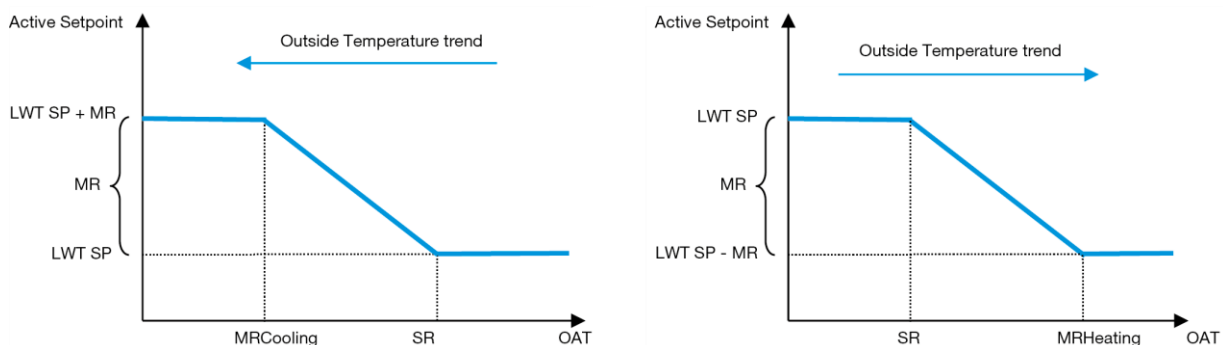 Active Setpoint
Outside Temperature trend
LWT SP + MR
MR
LWT SP
MRCooling
SR
OAT
Active Setpoint
Outside Temperature trend
LWT SP
MR
LWT SP - MR
SR
MRHeating
OAT